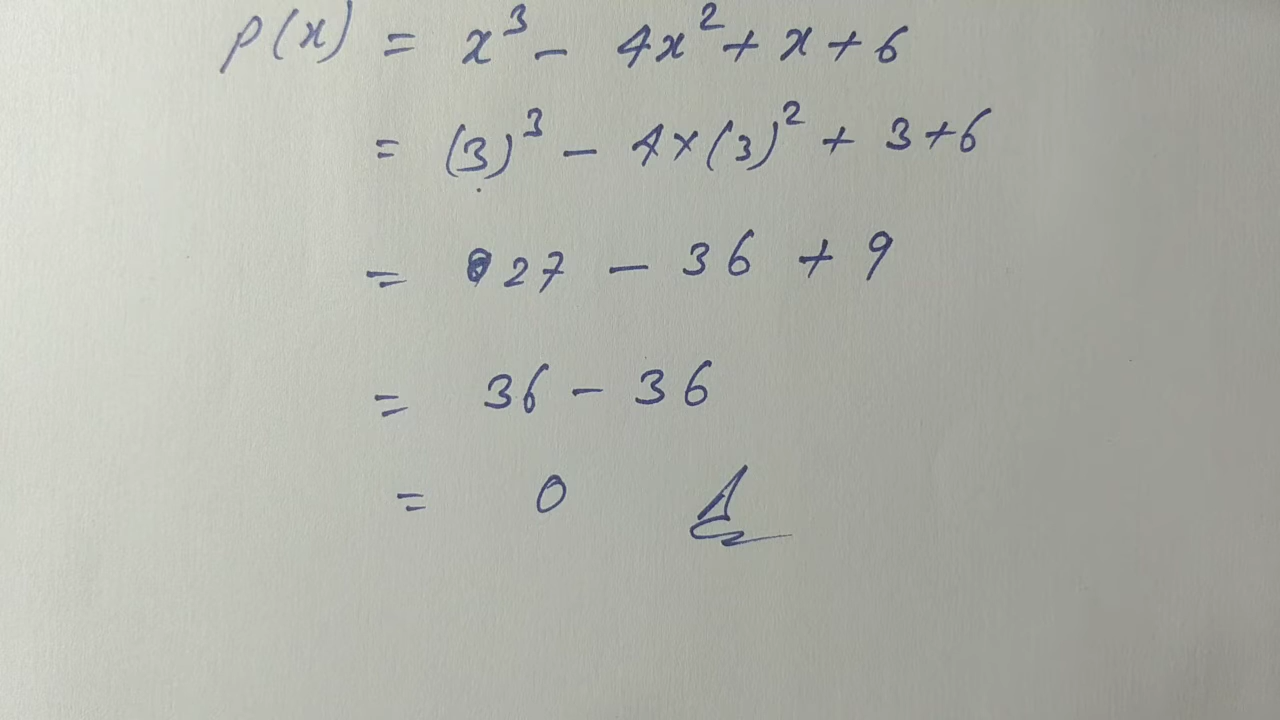 p(x) = x³ - 4x² + x + 6
= (3)³ - 4×(3)² + 3+6
= 27 - 36 + 9
= 36 - 36
= 0